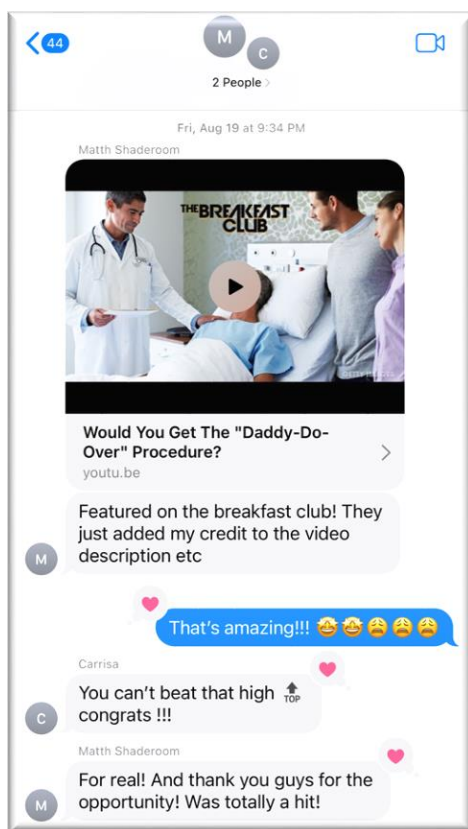 44
M
C
2 People >
Fri, Aug 19 at 9:34 PM
Matth Shaderoom
THE BREAKFAST
CLUB
GETTY IMAGES
Would You Get The "Daddy-Do-
Over" Procedure?
youtu.be
Featured on the breakfast club! They
just added my credit to the video
description etc
M
That's amazing!!! 🤩🤩😩😩😩
Carrisa
You can't beat that high 🔝
congrats !!!
C
Matth Shaderoom
For real! And thank you guys for the
opportunity! Was totally a hit!
M